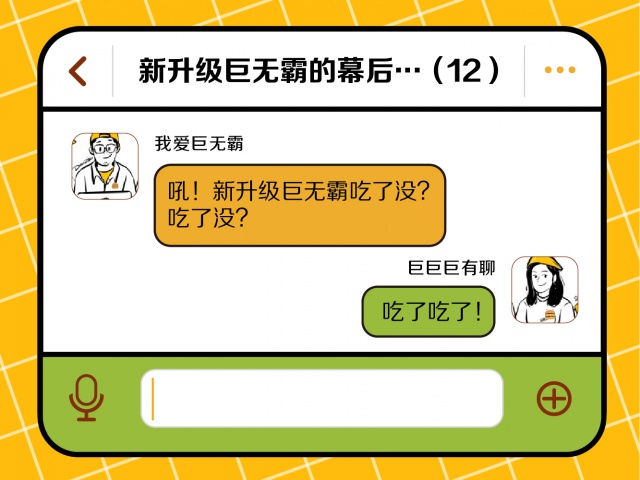 新升级巨无霸的幕后…（12）
我爱巨无霸
吼！新升级巨无霸吃了没？
吃了没？
巨巨巨有聊
吃了吃了！